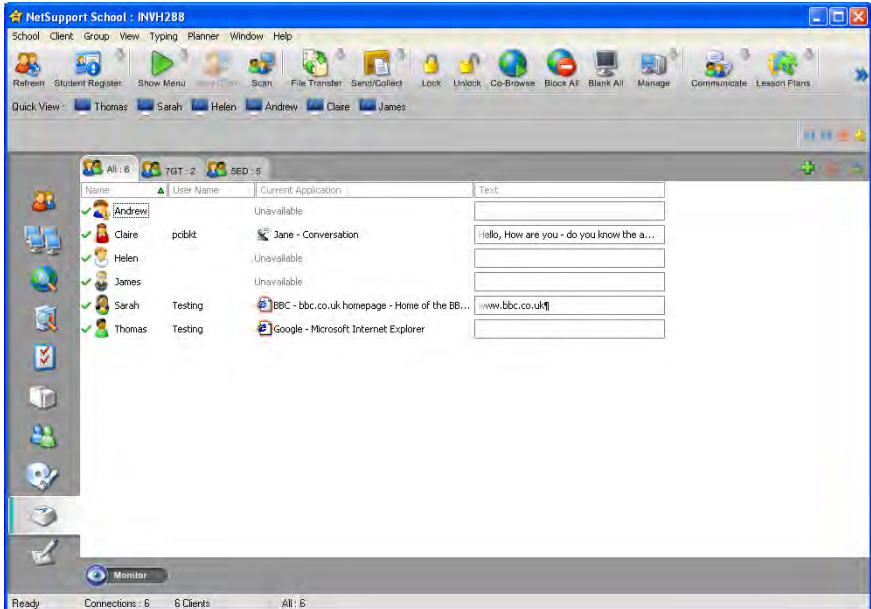 NetSupport School : INVH288
School Client Group View Typing Planner Window Help
Refresh Student Register Show Menu Scan File Transfer Send/Collect Lock Unlock Co-Browse Block All Blank All Manage Communicate Lesson Plans
Quick View : Thomas Sarah Helen Andrew Claire James
All : 6 7GT : 2 5ED : 5
Name User Name Current Application Text
Andrew Unavailable
Claire pcibkt Jane - Conversation Hello, How are you - do you know the a...
Helen Unavailable
James Unavailable
Sarah Testing BBC - bbc.co.uk homepage - Home of the BB... www.bbc.co.uk¶
Thomas Testing Google - Microsoft Internet Explorer
Monitor
Ready Connections : 6 6 Clients All : 6